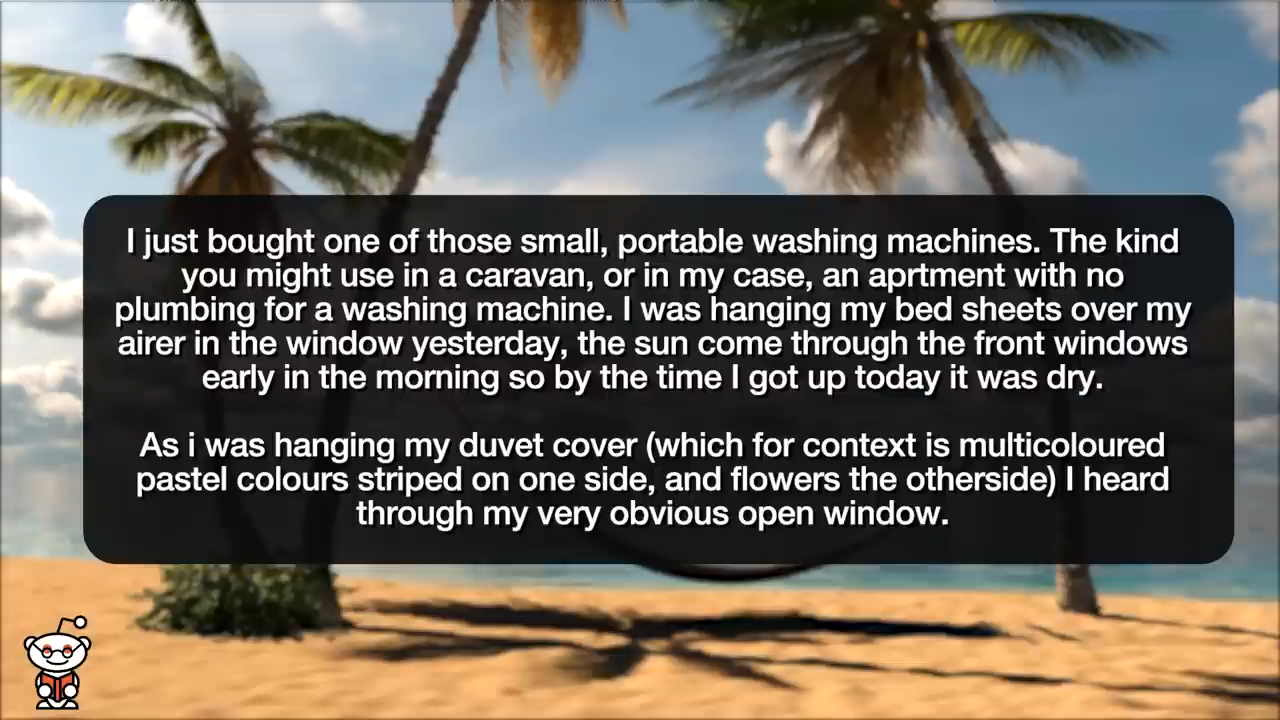 I just bought one of those small, portable washing machines. The kind
you might use in a caravan, or in my case, an aprtment with no
plumbing for a washing machine. I was hanging my bed sheets over my
airer in the window yesterday, the sun come through the front windows
early in the morning so by the time I got up today it was dry.
As i was hanging my duvet cover (which for context is multicoloured
pastel colours striped on one side, and flowers the otherside) I heard
through my very obvious open window.